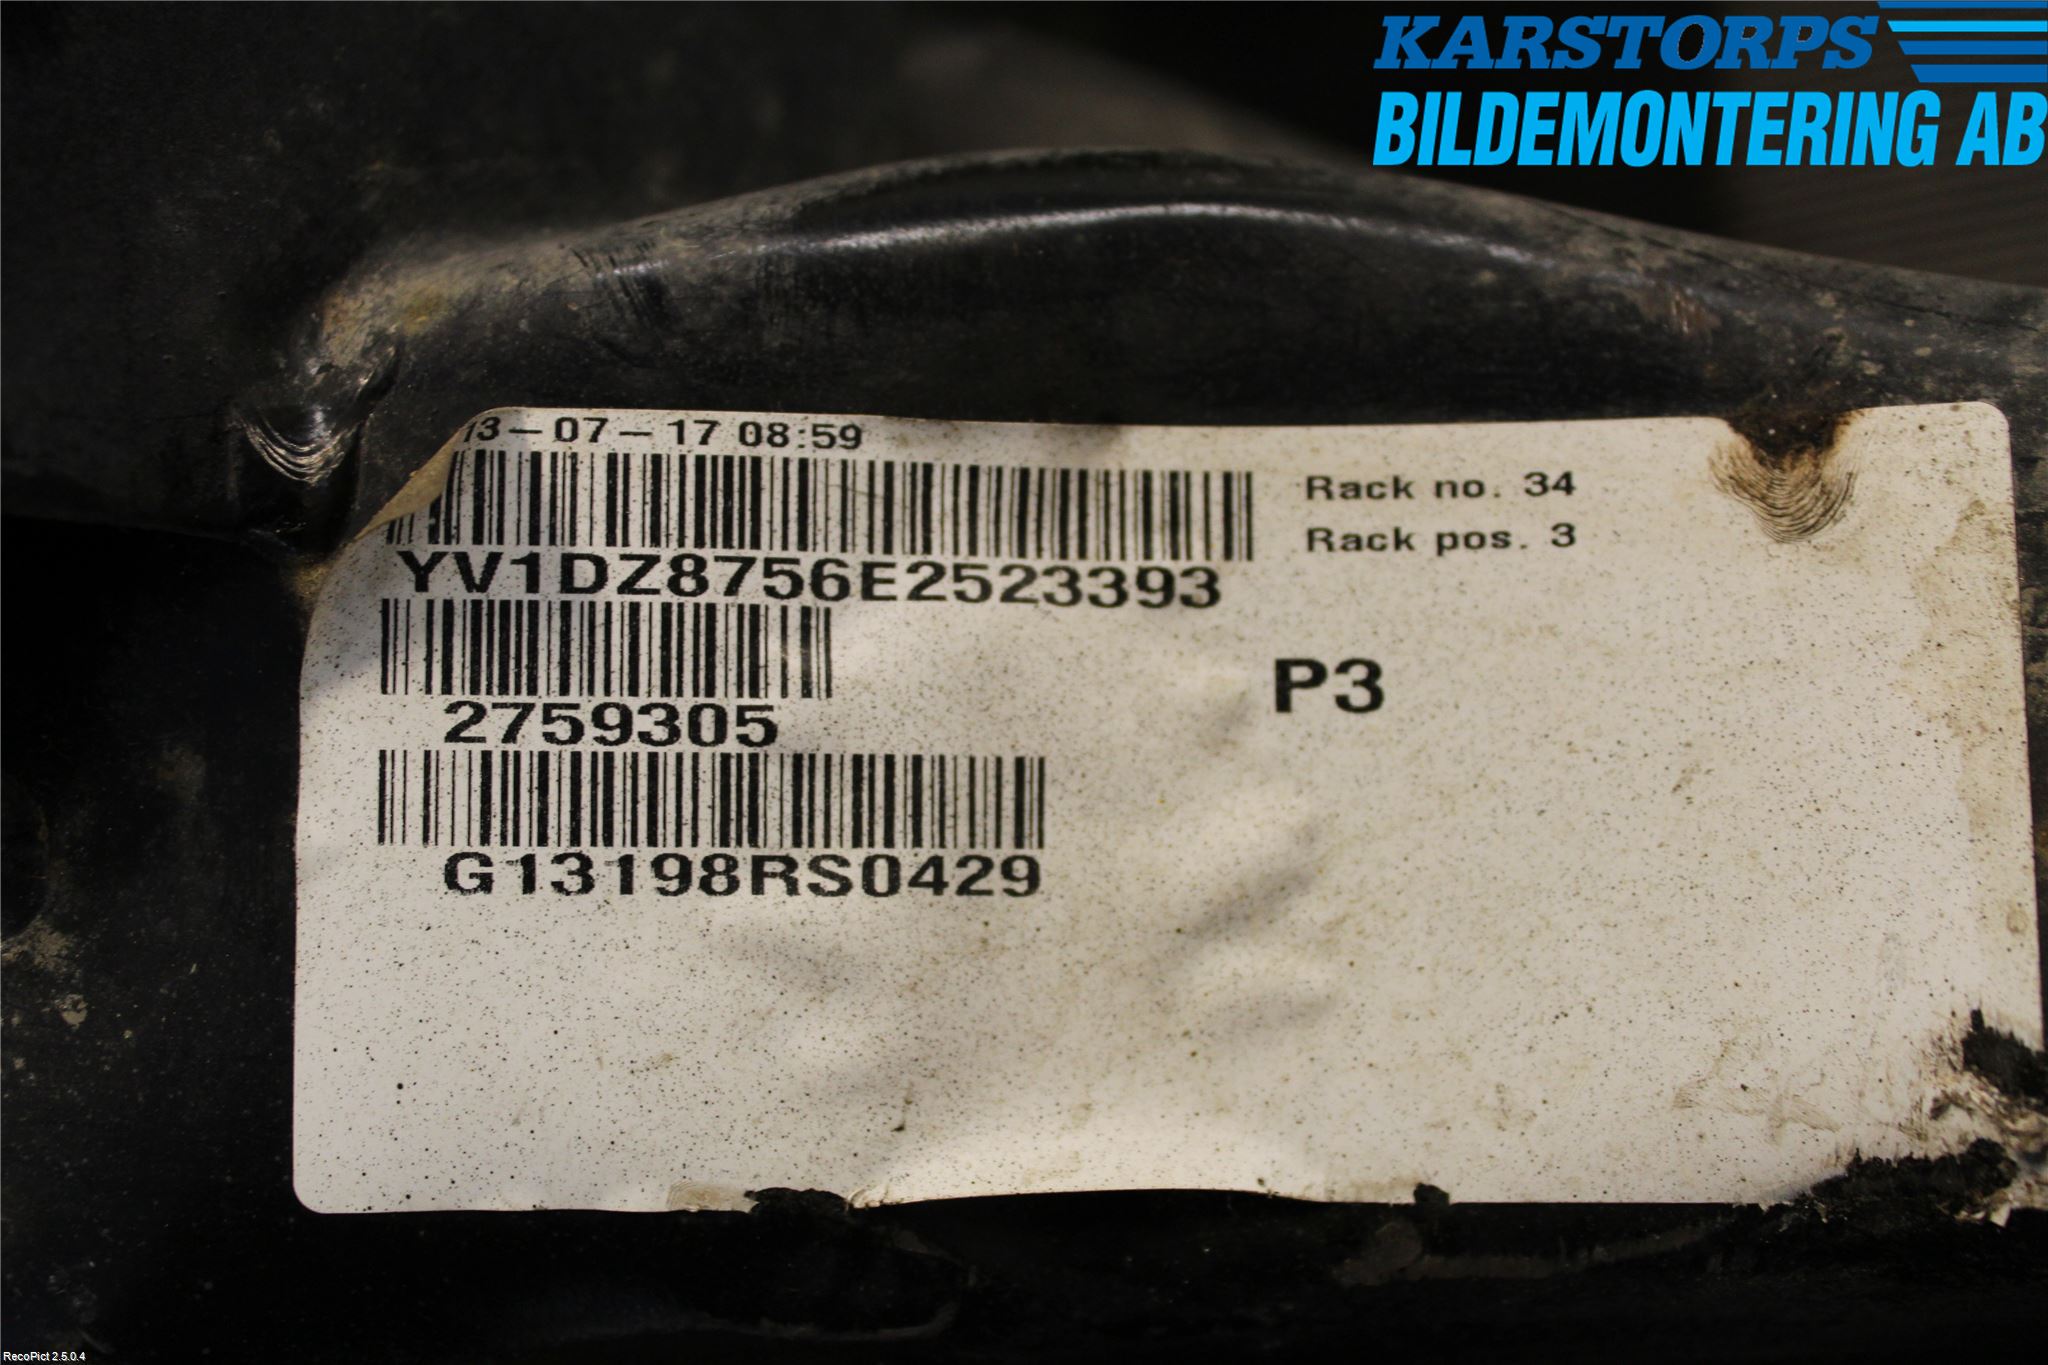 KARSTORPS
BILDEMONTERING AB
13-07-17 08:59
Rack no. 34
Rack pos. 3
YV1DZ8756E2523393
P3
2759305
G13198RS0429
RecoPict 2.5.0.4